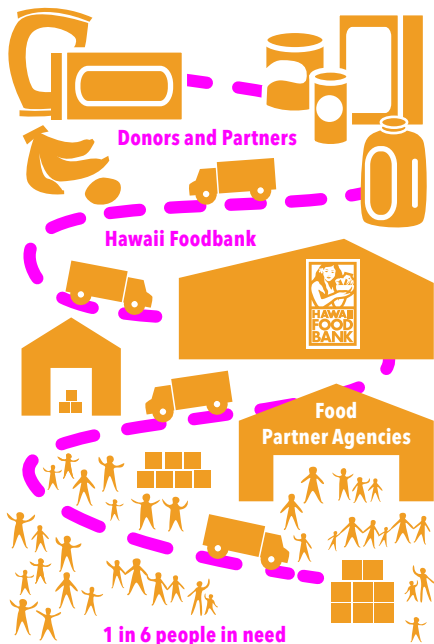 Donors and Partners
Hawaii Foodbank
HAWAII
FOOD
BANK
Food
Partner Agencies
1 in 6 people in need